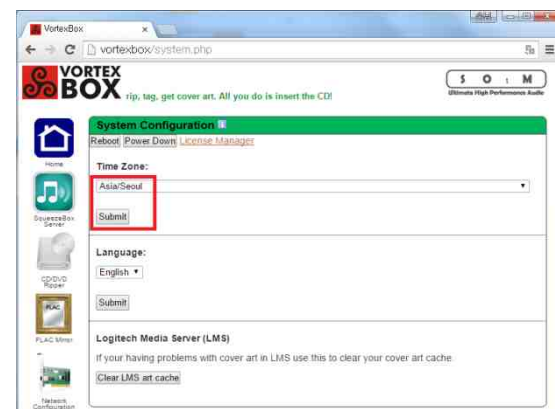 VortexBox
vortexbox/system.php
VORTEX
BOX
rip, tag, get cover art. All you do is insert the CD!
S O t M
Ultimate High Performance Audio
System Configuration
Reboot Power Down License Manager
Home
Time Zone:
Asia/Seoul
Submit
SqueezeBox
Server
Language:
English
Submit
CD/DVD
Ripper
FLAC
FLAC Mirror
Logitech Media Server (LMS)
If your having problems with cover art in LMS use this to clear your cover art cache
Clear LMS art cache
Network
Configuration